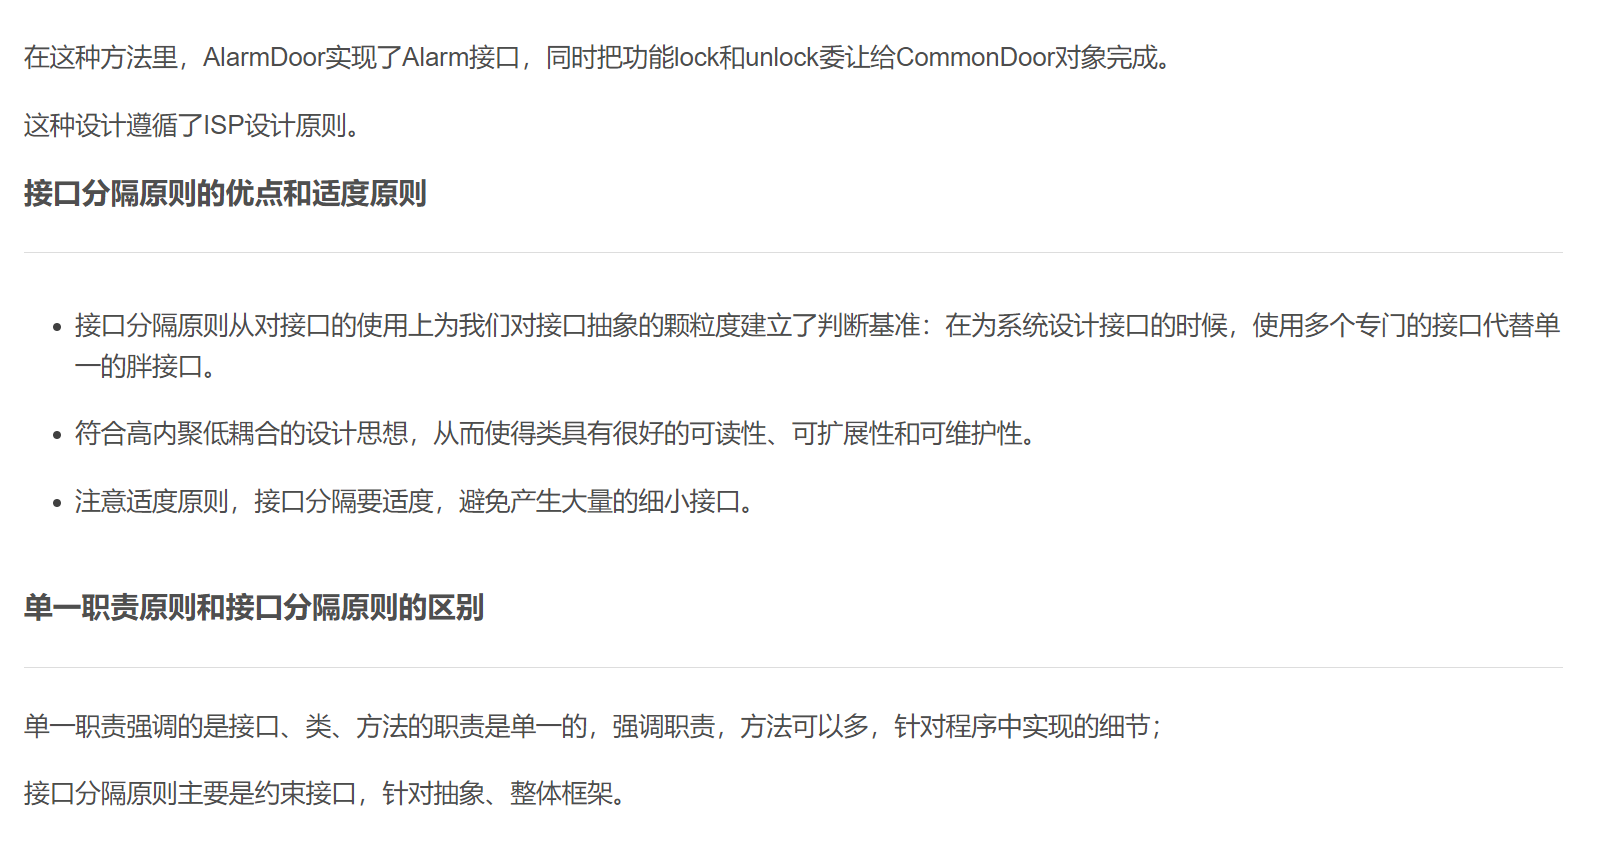 在这种方法里，AlarmDoor实现了Alarm接口，同时把功能lock和unlock委让给CommonDoor对象完成。
这种设计遵循了ISP设计原则。
接口分隔原则的优点和适度原则
接口分隔原则从对接口的使用上为我们对接口抽象的颗粒度建立了判断基准：在为系统设计接口的时候，使用多个专门的接口代替单
一的胖接口。
符合高内聚低耦合的设计思想，从而使得类具有很好的可读性、可扩展性和可维护性。
注意适度原则，接口分隔要适度，避免产生大量的细小接口。
单一职责原则和接口分隔原则的区别
单一职责强调的是接口、类、方法的职责是单一的，强调职责，方法可以多，针对程序中实现的细节；
接口分隔原则主要是约束接口，针对抽象、整体框架。